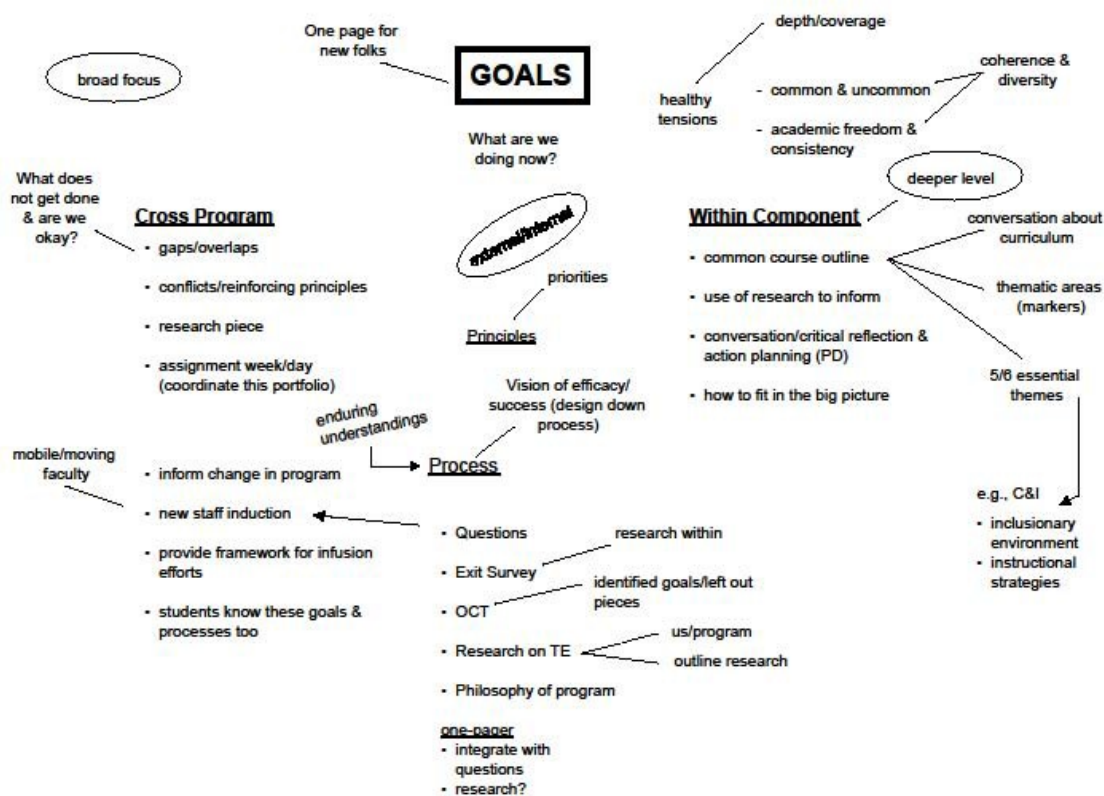 One page for
new folks
GOALS
depth/coverage
broad focus
coherence &
diversity
healthy
tensions
- common & uncommon
- academic freedom &
consistency
What are we
doing now?
deeper level
What does
not get done
& are we
okay?
Cross Program
• gaps/overlaps
• conflicts/reinforcing principles
• research piece
• assignment week/day
(coordinate this portfolio)
external/internal
priorities
Principles
Within Component
• common course outline
• use of research to inform
• conversation/critical reflection &
action planning (PD)
• how to fit in the big picture
conversation about
curriculum
thematic areas
(markers)
5/6 essential
themes
e.g., C&I
• inclusionary
environment
• instructional
strategies
enduring
understandings
Vision of efficacy/
success (design down
process)
Process
mobile/moving
faculty
• inform change in program
• new staff induction
• provide framework for infusion
efforts
• students know these goals &
processes too
• Questions
• Exit Survey
research within
• OCT
identified goals/left out
pieces
• Research on TE
us/program
outline research
• Philosophy of program
one-pager
• integrate with
questions
• research?